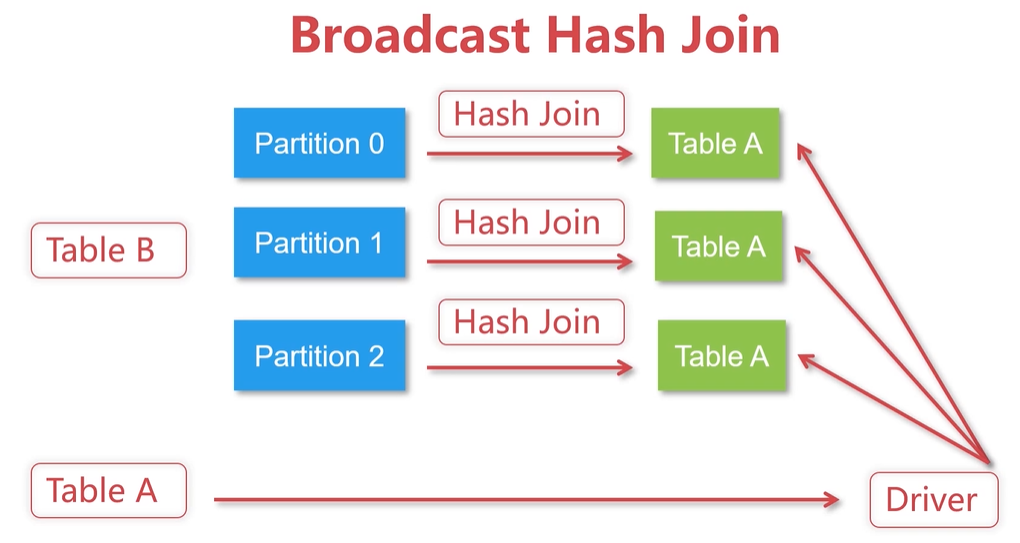 Broadcast Hash Join
Partition 0
Hash Join
Table A
Table B
Partition 1
Hash Join
Table A
Partition 2
Hash Join
Table A
Table A
Driver